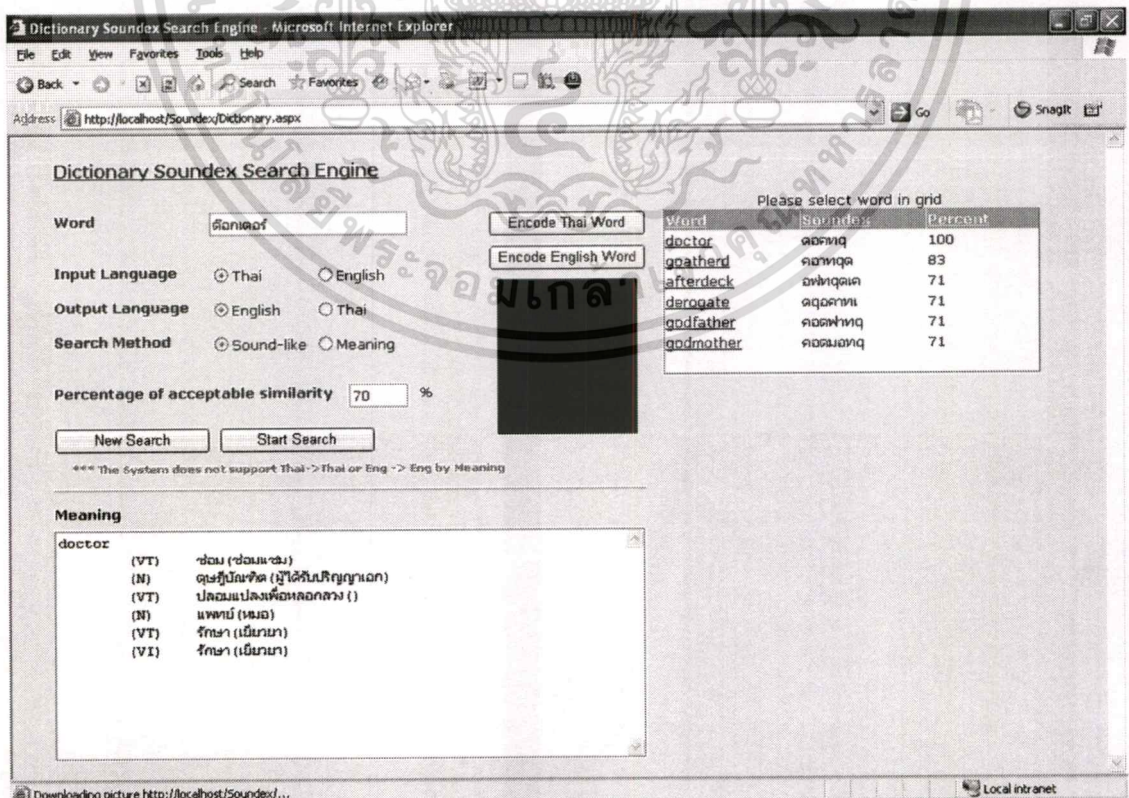 Dictionary Soundex Search Engine - Microsoft Internet Explorer
File Edit View Favorites Tools Help
Back Search Favorites
Address http://localhost/Soundex/Dictionary.aspx Go SnagIt
Dictionary Soundex Search Engine
Word ด๊อกเตอร์ Encode Thai Word
Encode English Word
Input Language Thai English
Output Language English Thai
Search Method Sound-like Meaning
Percentage of acceptable similarity 70 %
New Search Start Search
*** The System does not support Thai->Thai or Eng -> Eng by Meaning
Please select word in grid
Word Soundex Percent
doctor 100
goatherd 83
afterdeck 71
derogate 71
godfather 71
godmother 71
Meaning
doctor
(VT) ซ่อม (ซ่อมแซม)
(N) ดุษฎีบัณฑิต (ผู้ได้รับปริญญาเอก)
(VT) ปลอมแปลงเพื่อหลอกลวง ()
(N) แพทย์ (หมอ)
(VT) รักษา (เยียวยา)
(VI) รักษา (เยียวยา)
Downloading picture http://localhost/Soundex/... Local intranet